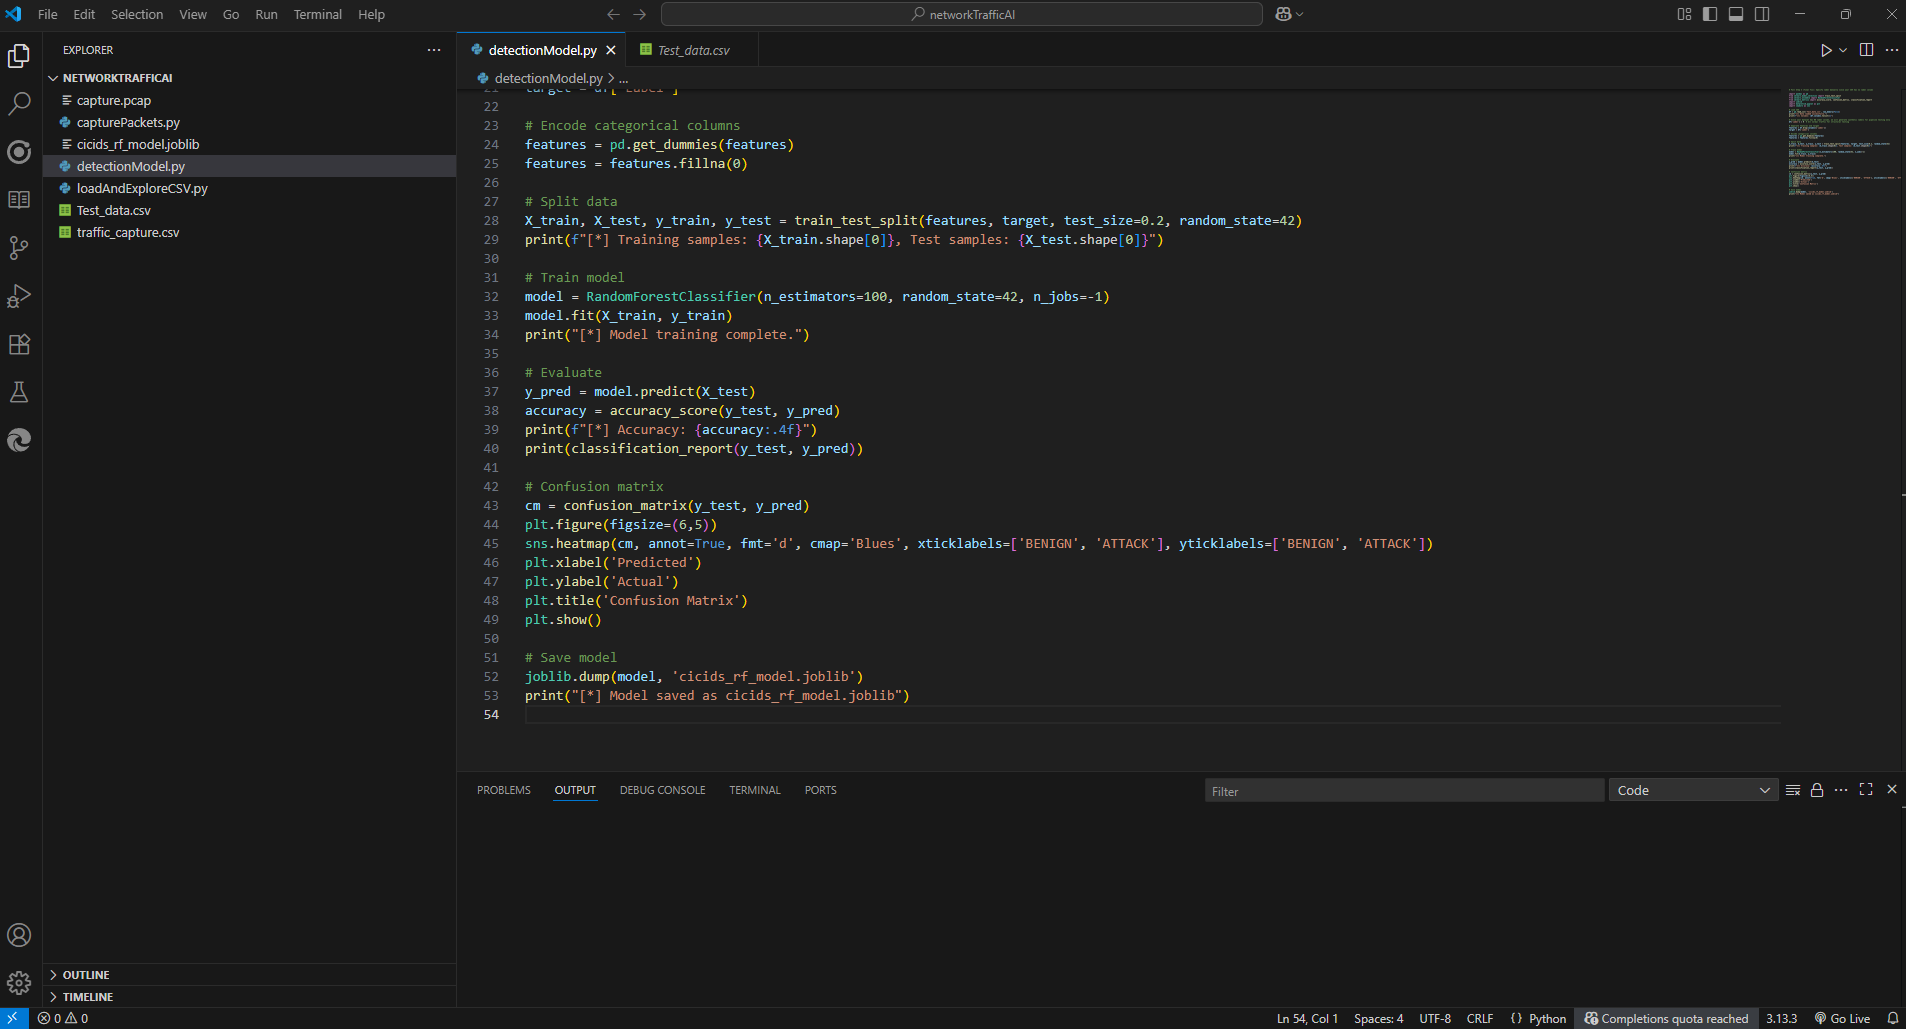 File Edit Selection View Go Run Terminal Help
networkTrafficAI
EXPLORER
NETWORKTRAFFICAI
capture.pcap
capturePackets.py
cicids_rf_model.joblib
detectionModel.py
loadAndExploreCSV.py
Test_data.csv
traffic_capture.csv
OUTLINE
TIMELINE
detectionModel.py Test_data.csv
detectionModel.py > ...
21 target = df['Label']
22
23 # Encode categorical columns
24 features = pd.get_dummies(features)
25 features = features.fillna(0)
26
27 # Split data
28 X_train, X_test, y_train, y_test = train_test_split(features, target, test_size=0.2, random_state=42)
29 print(f"[*] Training samples: {X_train.shape[0]}, Test samples: {X_test.shape[0]}")
30
31 # Train model
32 model = RandomForestClassifier(n_estimators=100, random_state=42, n_jobs=-1)
33 model.fit(X_train, y_train)
34 print("[*] Model training complete.")
35
36 # Evaluate
37 y_pred = model.predict(X_test)
38 accuracy = accuracy_score(y_test, y_pred)
39 print(f"[*] Accuracy: {accuracy:.4f}")
40 print(classification_report(y_test, y_pred))
41
42 # Confusion matrix
43 cm = confusion_matrix(y_test, y_pred)
44 plt.figure(figsize=(6,5))
45 sns.heatmap(cm, annot=True, fmt='d', cmap='Blues', xticklabels=['BENIGN', 'ATTACK'], yticklabels=['BENIGN', 'ATTACK'])
46 plt.xlabel('Predicted')
47 plt.ylabel('Actual')
48 plt.title('Confusion Matrix')
49 plt.show()
50
51 # Save model
52 joblib.dump(model, 'cicids_rf_model.joblib')
53 print("[*] Model saved as cicids_rf_model.joblib")
54
PROBLEMS OUTPUT DEBUG CONSOLE TERMINAL PORTS
Filter
Code
0 0
Ln 54, Col 1 Spaces: 4 UTF-8 CRLF {} Python Completions quota reached 3.13.3 Go Live